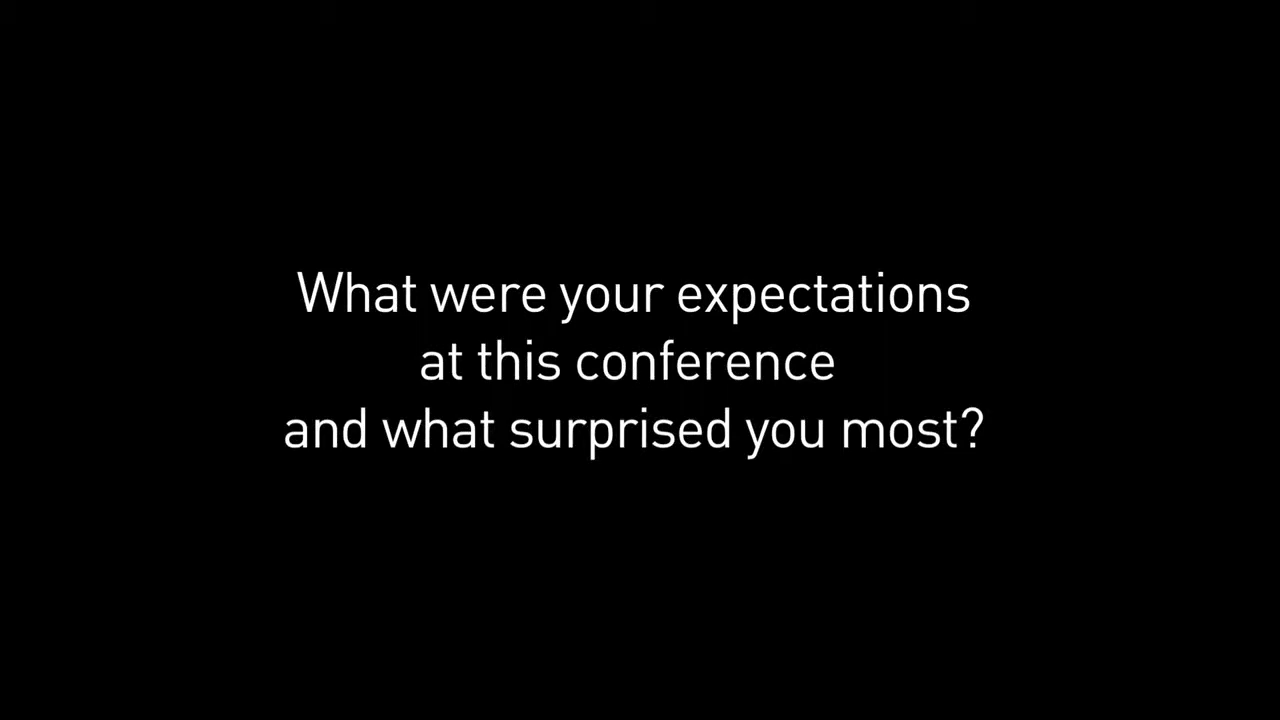 What were your expectations
at this conference
and what surprised you most?